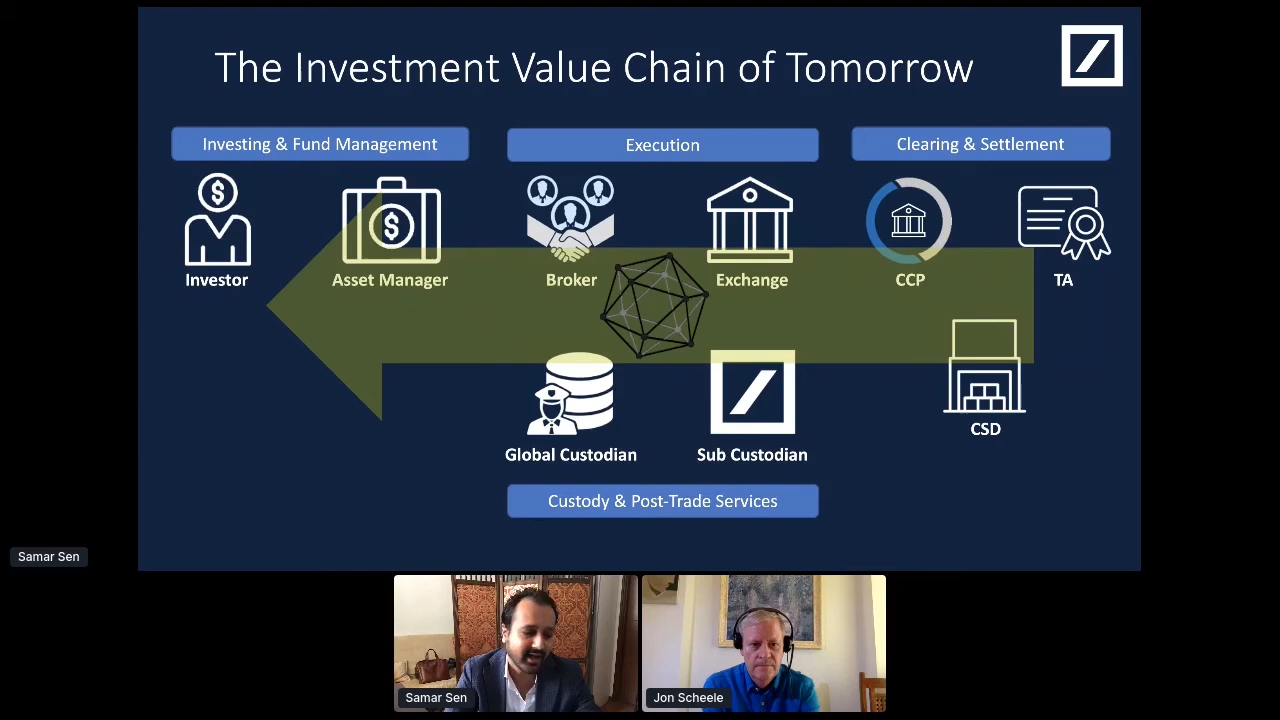 The Investment Value Chain of Tomorrow
Investing & Fund Management
Execution
Clearing & Settlement
Investor
Asset Manager
Broker
Exchange
CCP
TA
CSD
Global Custodian
Sub Custodian
Custody & Post-Trade Services
Samar Sen
Samar Sen
Jon Scheele